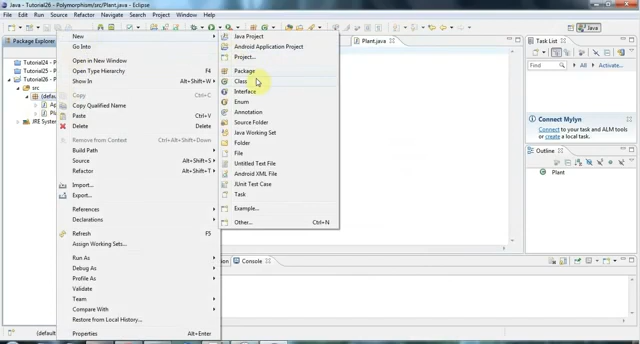 Java - Tutorial26 - Polymorphism/src/Plant.java - Eclipse
File Edit Source Refactor Navigate Search Project Window Help
Java
Package Explorer
Plant.java
Task List
Find
All
Connect Mylyn
Connect to your task and ALM tools or create a local task.
Outline
Plant
Console
Tutorial24
Tutorial25
Tutorial26
src
JRE System
New
Go Into
Open in New Window
Open Type Hierarchy F4
Show In Alt+Shift+W
Copy Ctrl+C
Copy Qualified Name
Paste Ctrl+V
Delete Delete
Remove from Context Ctrl+Alt+Shift+Down
Build Path
Source Alt+Shift+S
Refactor Alt+Shift+T
Import...
Export...
References
Declarations
Refresh F5
Assign Working Sets...
Run As
Debug As
Profile As
Validate
Team
Compare With
Restore from Local History...
Properties Alt+Enter
Java Project
Android Application Project
Project...
Package
Class
Interface
Enum
Annotation
Source Folder
Java Working Set
Folder
File
Untitled Text File
Android XML File
JUnit Test Case
Task
Example...
Other... Ctrl+N